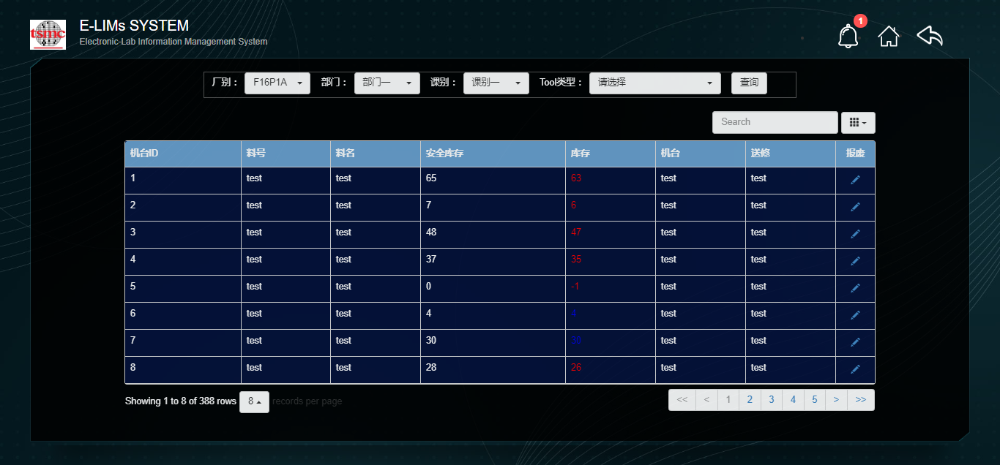 tsmc
E-LIMs SYSTEM
Electronic-Lab Information Management System
1
厂别： F16P1A 部门： 部门一 课别： 课别一 Tool类型： 请选择 查询
Search
机台ID 料号 料名 安全库存 库存 机台 送修 报废
1 test test 65 63 test test
2 test test 7 6 test test
3 test test 48 47 test test
4 test test 37 35 test test
5 test test 0 -1 test test
6 test test 4 4 test test
7 test test 30 30 test test
8 test test 28 26 test test
Showing 1 to 8 of 388 rows 8 records per page
<< < 1 2 3 4 5 > >>